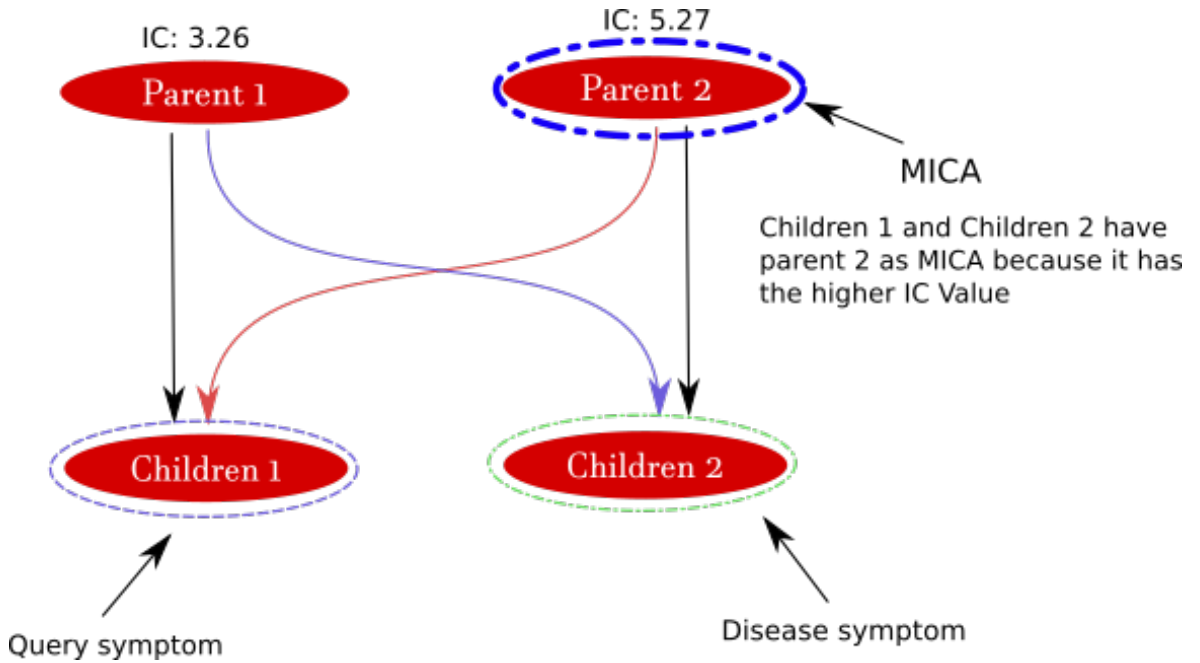 IC: 3.26
IC: 5.27
Parent 1
Parent 2
MICA
Children 1 and Children 2 have
parent 2 as MICA because it has
the higher IC Value
Children 1
Children 2
Query symptom
Disease symptom